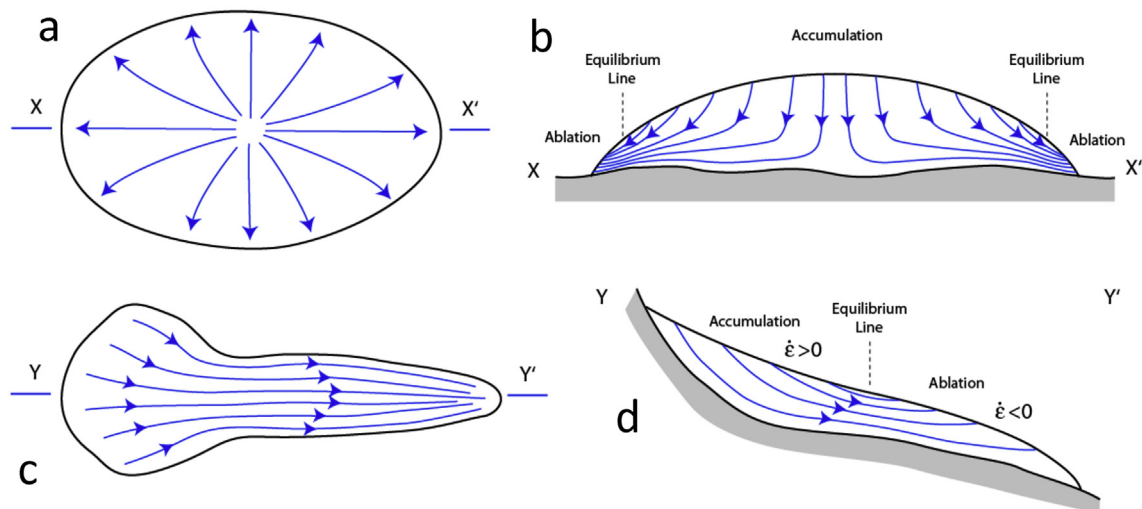 a
X
X'
b
Accumulation
Equilibrium
Line
Equilibrium
Line
Ablation
Ablation
X
X'
c
Y
Y'
d
Y
Y'
Accumulation
ε̇>0
Equilibrium
Line
Ablation
ε̇<0